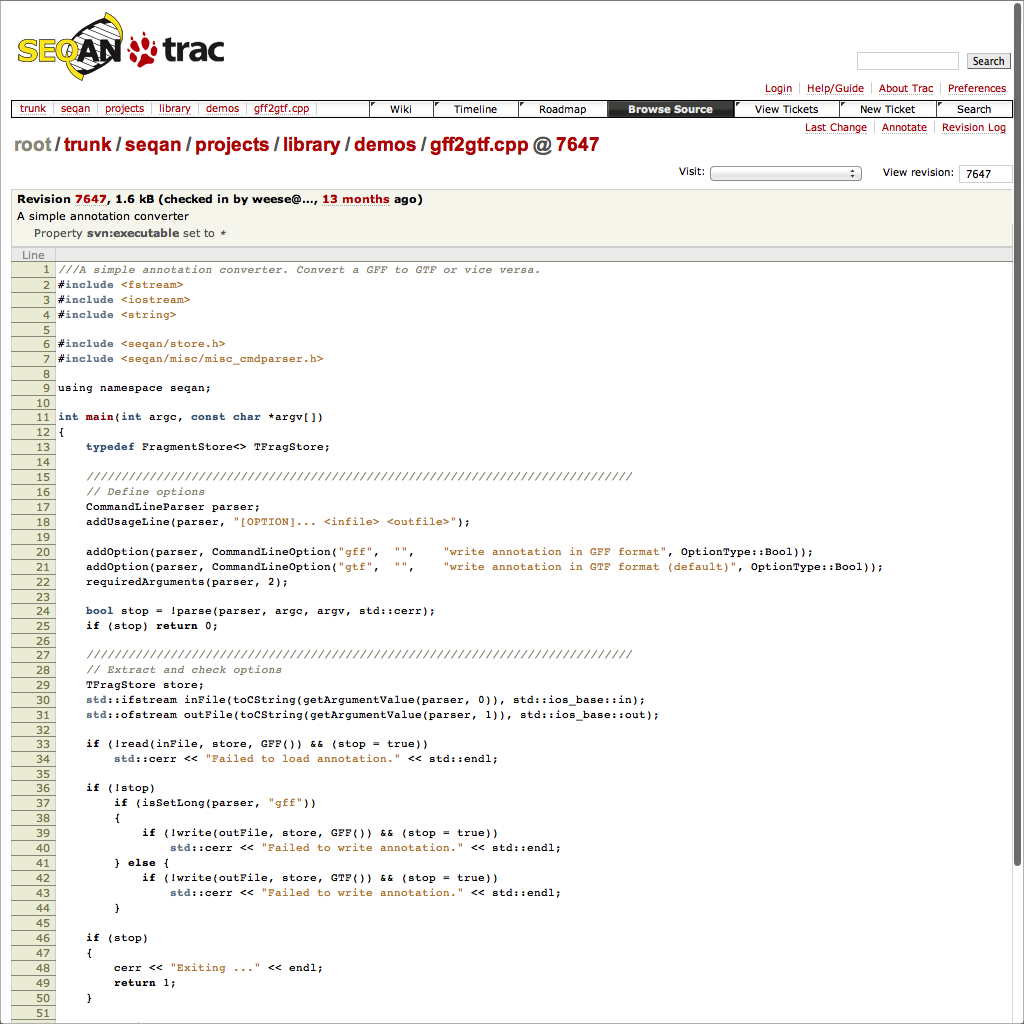 SEQAN trac
Search
Login Help/Guide About Trac Preferences
trunk seqan projects library demos gff2gtf.cpp Wiki Timeline Roadmap Browse Source View Tickets New Ticket Search
Last Change Annotate Revision Log
root / trunk / seqan / projects / library / demos / gff2gtf.cpp @ 7647
Visit: View revision: 7647
Revision 7647, 1.6 kB (checked in by weese@..., 13 months ago)
A simple annotation converter
Property svn:executable set to *
Line
1 ///A simple annotation converter. Convert a GFF to GTF or vice versa.
2 #include <fstream>
3 #include <iostream>
4 #include <string>
5
6 #include <seqan/store.h>
7 #include <seqan/misc/misc_cmdparser.h>
8
9 using namespace seqan;
10
11 int main(int argc, const char *argv[])
12 {
13     typedef FragmentStore<> TFragStore;
14
15     //////////////////////////////////////////////////////////////////////////////
16     // Define options
17     CommandLineParser parser;
18     addUsageLine(parser, "[OPTION]... <infile> <outfile>");
19
20     addOption(parser, CommandLineOption("gff",  "",    "write annotation in GFF format", OptionType::Bool));
21     addOption(parser, CommandLineOption("gtf",  "",    "write annotation in GTF format (default)", OptionType::Bool));
22     requiredArguments(parser, 2);
23
24     bool stop = !parse(parser, argc, argv, std::cerr);
25     if (stop) return 0;
26
27     //////////////////////////////////////////////////////////////////////////////
28     // Extract and check options
29     TFragStore store;
30     std::ifstream inFile(toCString(getArgumentValue(parser, 0)), std::ios_base::in);
31     std::ofstream outFile(toCString(getArgumentValue(parser, 1)), std::ios_base::out);
32
33     if (!read(inFile, store, GFF()) && (stop = true))
34         std::cerr << "Failed to load annotation." << std::endl;
35
36     if (!stop)
37         if (isSetLong(parser, "gff"))
38         {
39             if (!write(outFile, store, GFF()) && (stop = true))
40                 std::cerr << "Failed to write annotation." << std::endl;
41         } else {
42             if (!write(outFile, store, GTF()) && (stop = true))
43                 std::cerr << "Failed to write annotation." << std::endl;
44         }
45
46     if (stop)
47     {
48         cerr << "Exiting ..." << endl;
49         return 1;
50     }
51